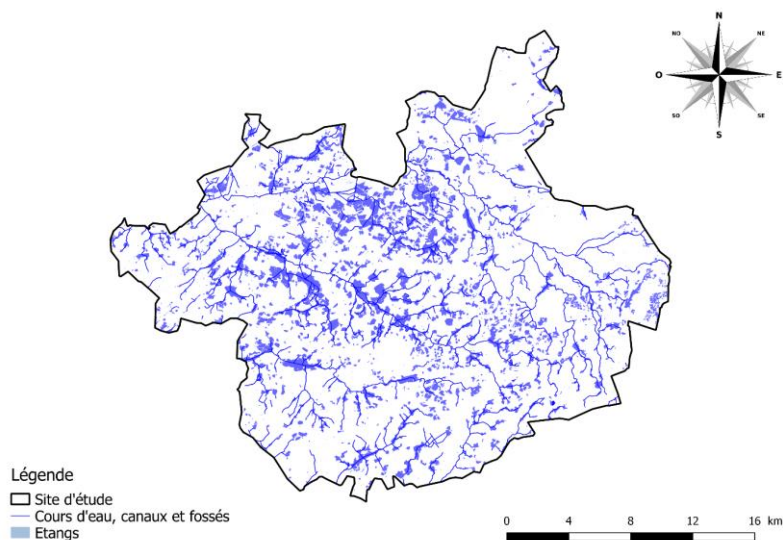 N
NO NE
O E
SO SE
S
Légende
Site d'étude
Cours d'eau, canaux et fossés
Etangs
0 4 8 12 16 km